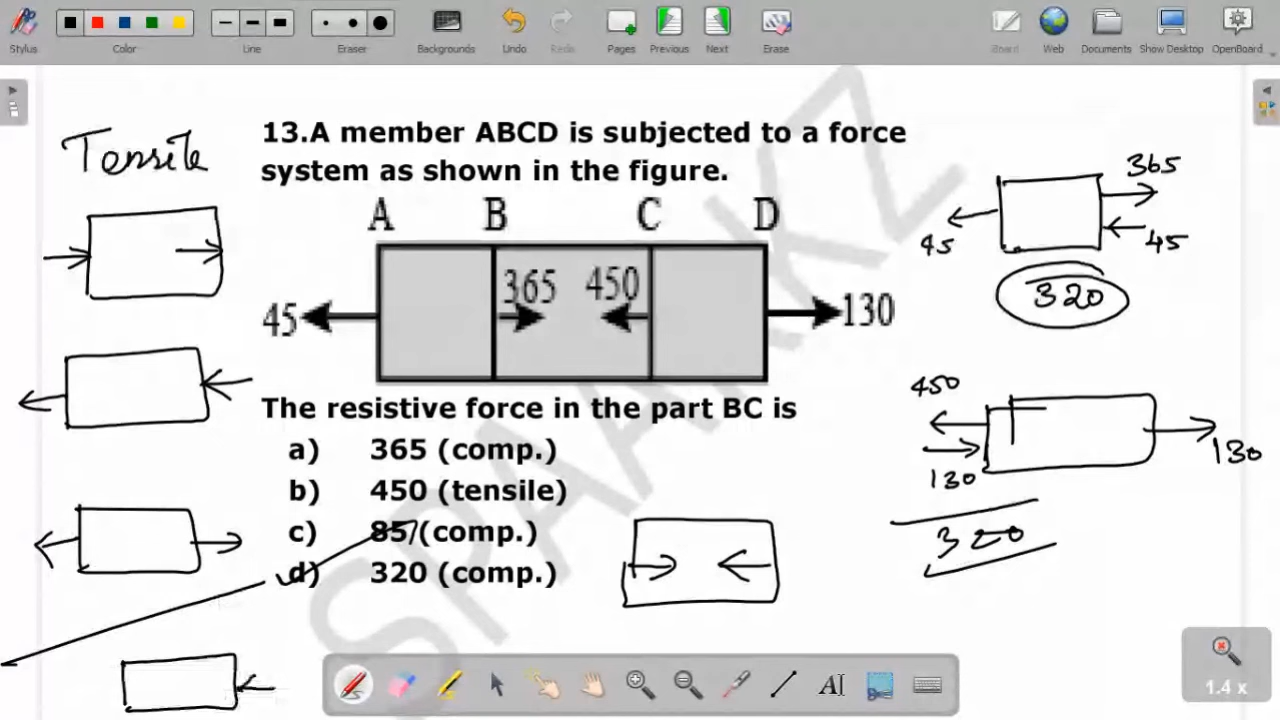 Stylus
Color
Line
Eraser
Backgrounds
Undo
Redo
Pages
Previous
Next
Erase
Board
Web
Documents
Show Desktop
OpenBoard
Tensile
13.A member ABCD is subjected to a force
system as shown in the figure.
A B C D
45 365 450 130
The resistive force in the part BC is
a) 365 (comp.)
b) 450 (tensile)
c) 85 (comp.)
d) 320 (comp.)
365
45 45
320
450
130 130
320
SPAARKZ
1.4 x